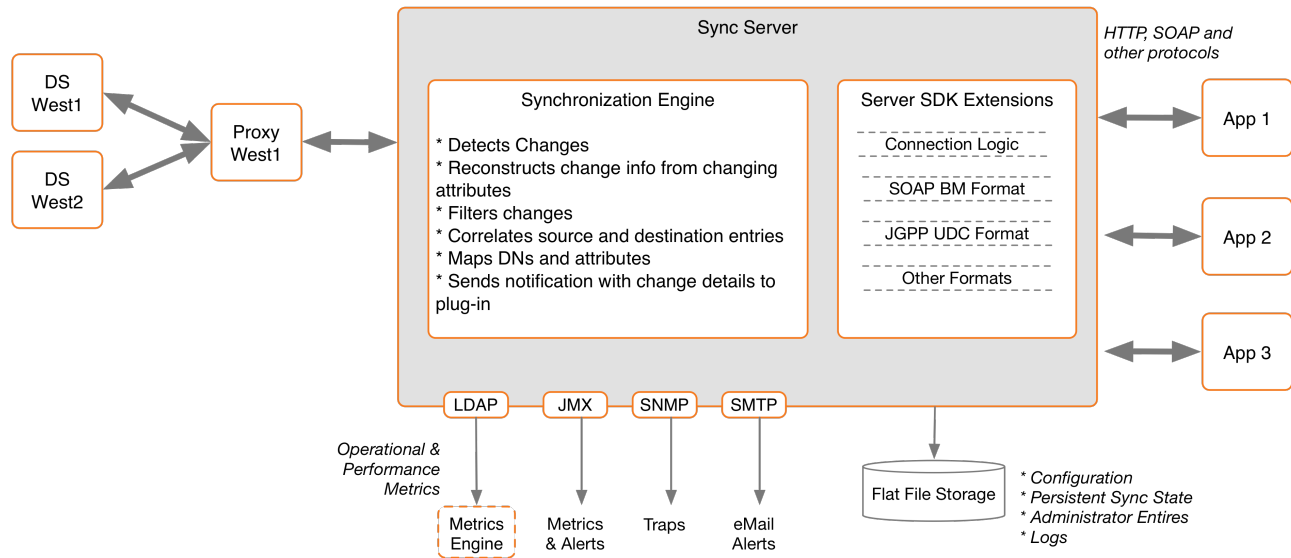 Sync Server
HTTP, SOAP and
other protocols
DS
West1
DS
West2
Proxy
West1
Synchronization Engine
* Detects Changes
* Reconstructs change info from changing
attributes
* Filters changes
* Correlates source and destination entries
* Maps DNs and attributes
* Sends notification with change details to
plug-in
Server SDK Extensions
Connection Logic
SOAP BM Format
JGPP UDC Format
Other Formats
App 1
App 2
App 3
LDAP
JMX
SNMP
SMTP
Operational &
Performance
Metrics
Metrics
Engine
Metrics
& Alerts
Traps
eMail
Alerts
Flat File Storage
* Configuration
* Persistent Sync State
* Administrator Entires
* Logs